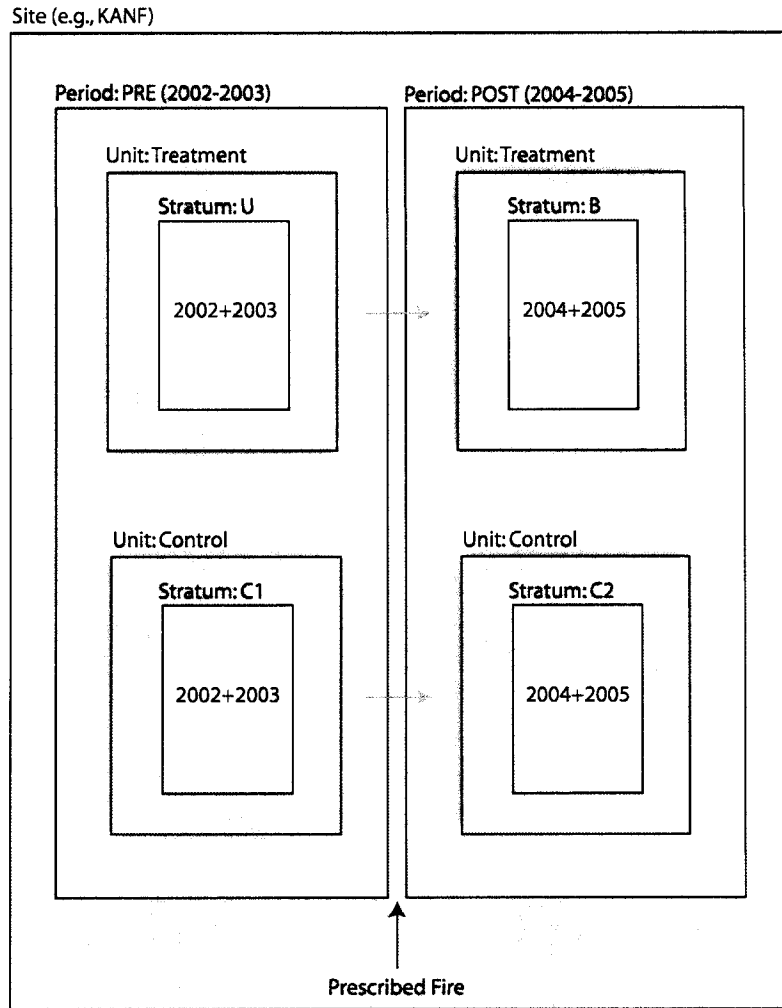 Site (e.g., KANF)
Period: PRE (2002-2003)
Period: POST (2004-2005)
Unit: Treatment
Unit: Treatment
Stratum: U
Stratum: B
2002+2003
2004+2005
Unit: Control
Unit: Control
Stratum: C1
Stratum: C2
2002+2003
2004+2005
Prescribed Fire